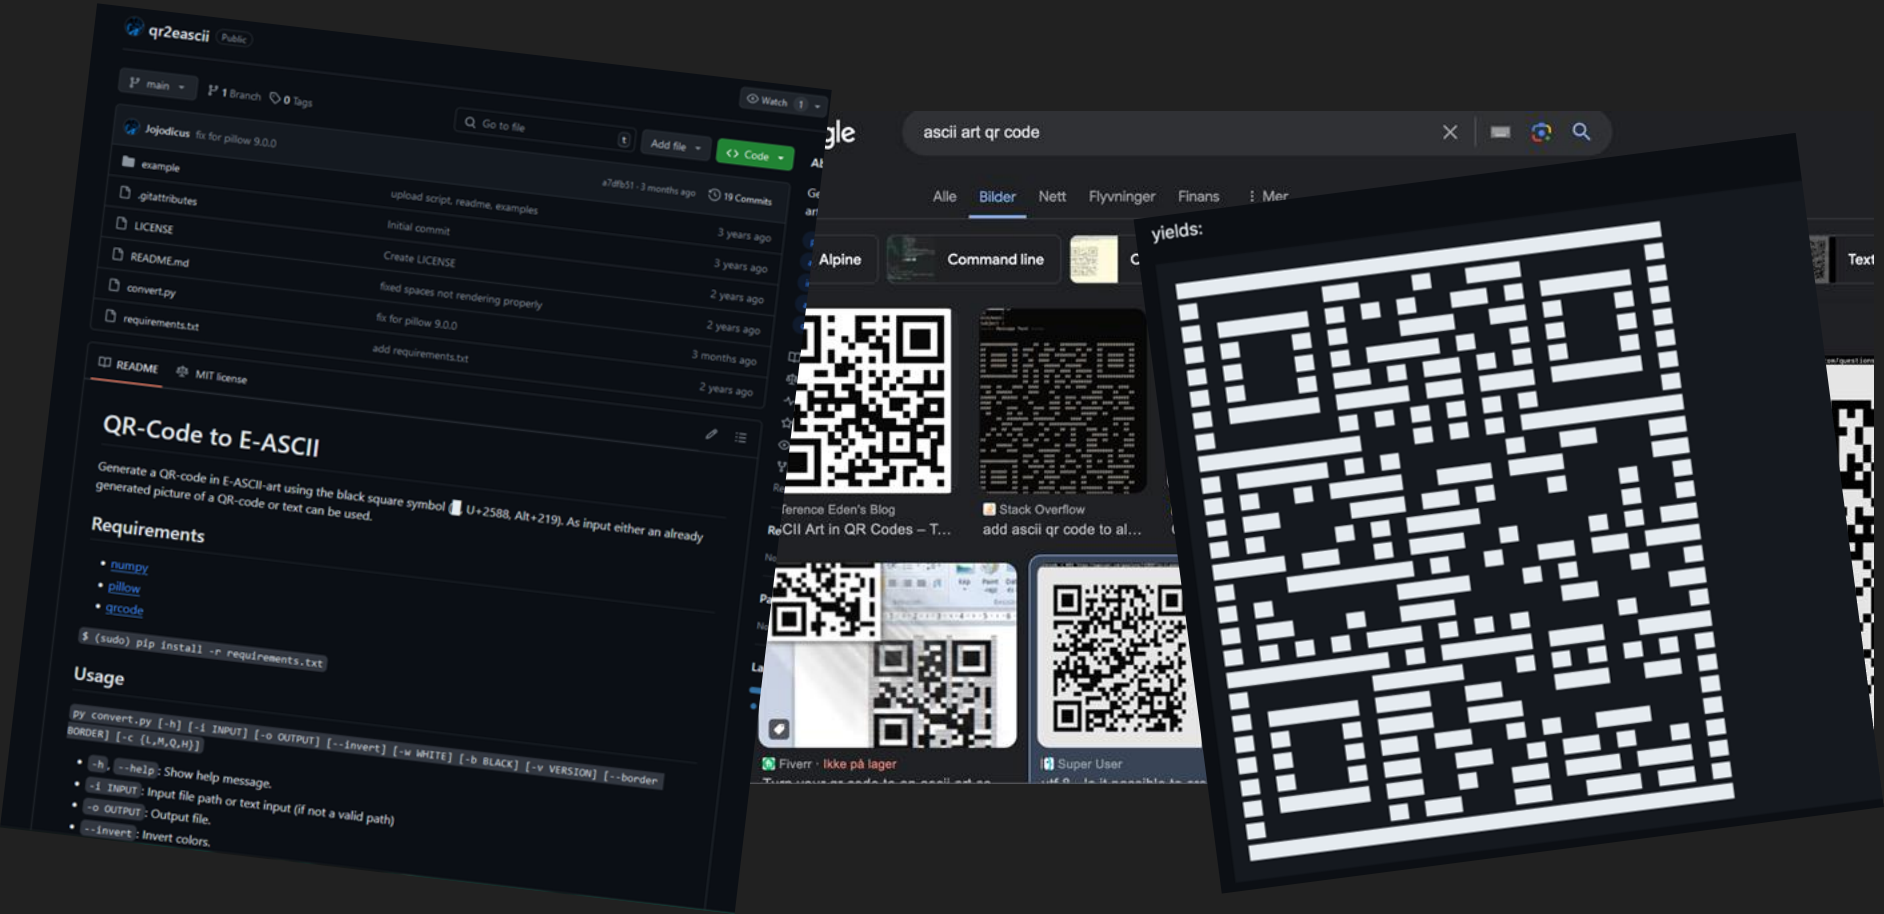 qr2eascii Public
main
1 Branch
0 Tags
Go to file
t
Add file
Code
Watch 1
Jojodicus fix for pillow 9.0.0
a7dfb51 · 3 months ago
19 Commits
example
upload script, readme, examples
3 years ago
.gitattributes
Initial commit
3 years ago
LICENSE
Create LICENSE
2 years ago
README.md
fixed spaces not rendering properly
2 years ago
convert.py
fix for pillow 9.0.0
3 months ago
requirements.txt
add requirements.txt
2 years ago
README
MIT license
QR-Code to E-ASCII
Generate a QR-code in E-ASCII-art using the black square symbol (█, U+2588, Alt+219). As input either an already
generated picture of a QR-code or text can be used.
Requirements
• numpy
• pillow
• qrcode
$ (sudo) pip install -r requirements.txt
Usage
py convert.py [-h] [-i INPUT] [-o OUTPUT] [--invert] [-w WHITE] [-b BLACK] [-v VERSION] [--border
BORDER] [-c {L,M,Q,H}]
• -h, --help: Show help message.
• -i INPUT: Input file path or text input (if not a valid path)
• -o OUTPUT: Output file.
• --invert: Invert colors.
gle
ascii art qr code
Alle Bilder Nett Flyvninger Finans Mer
Alpine
Command line
Text
Terence Eden's Blog
CII Art in QR Codes – T...
Stack Overflow
add ascii qr code to al...
Fiverr · Ikke på lager
Super User
yields: